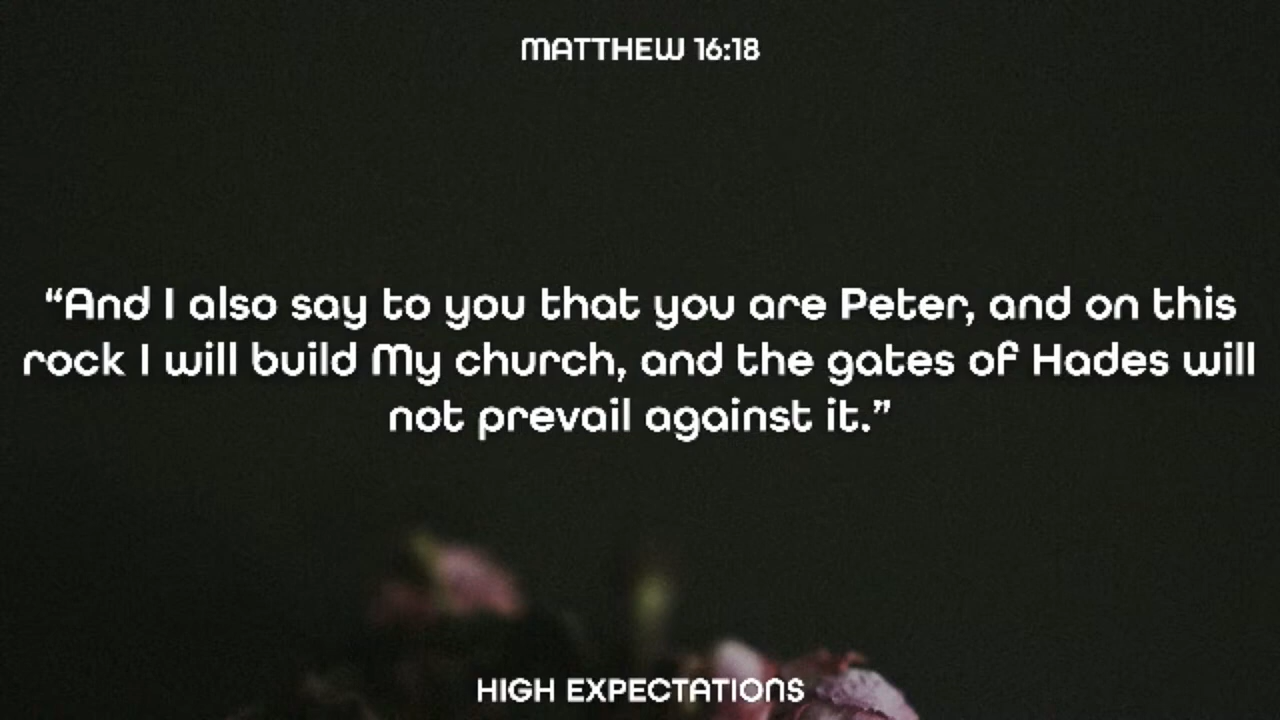 MATTHEW 16:18
“And I also say to you that you are Peter, and on this
rock I will build My church, and the gates of Hades will
not prevail against it.”
HIGH EXPECTATIONS